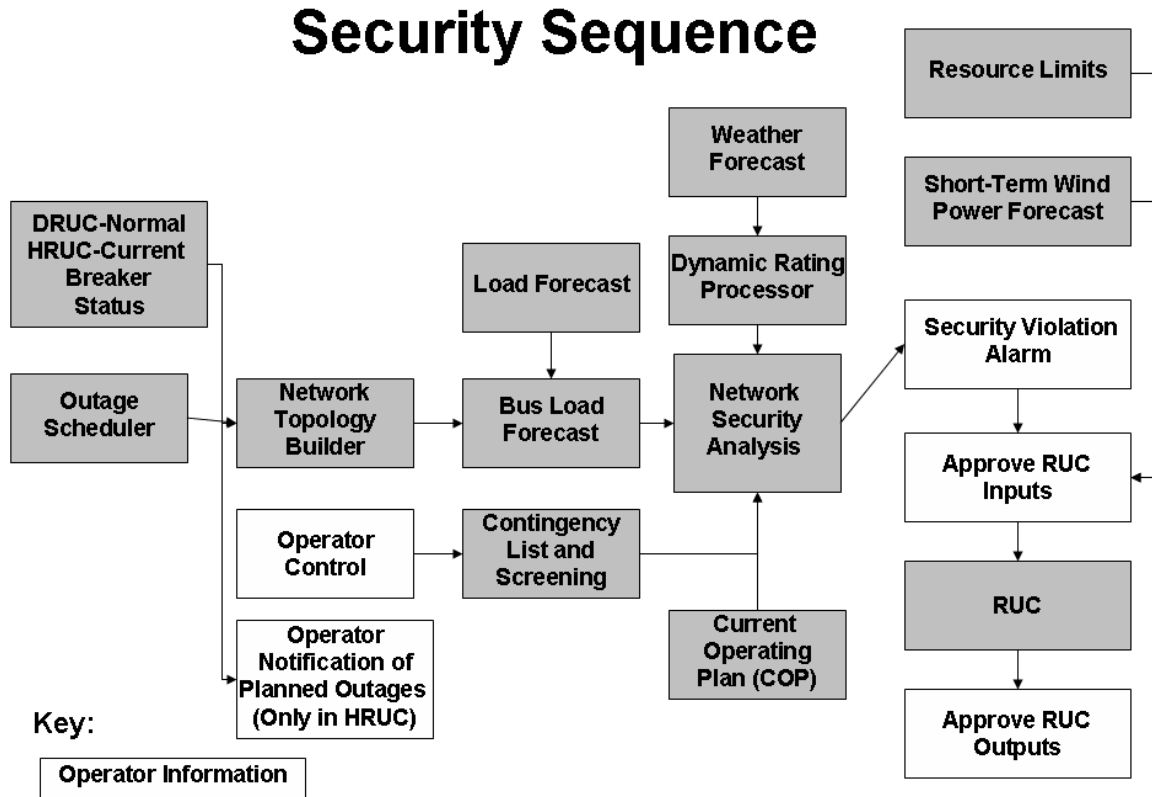 Security Sequence
Resource Limits
Weather
Forecast
Short-Term Wind
Power Forecast
DRUC-Normal
HRUC-Current
Breaker
Status
Load Forecast
Dynamic Rating
Processor
Security Violation
Alarm
Outage
Scheduler
Network
Topology
Builder
Bus Load
Forecast
Network
Security
Analysis
Approve RUC
Inputs
Operator
Control
Contingency
List and
Screening
RUC
Operator
Notification of
Planned Outages
(Only in HRUC)
Current
Operating
Plan (COP)
Approve RUC
Outputs
Key:
Operator Information